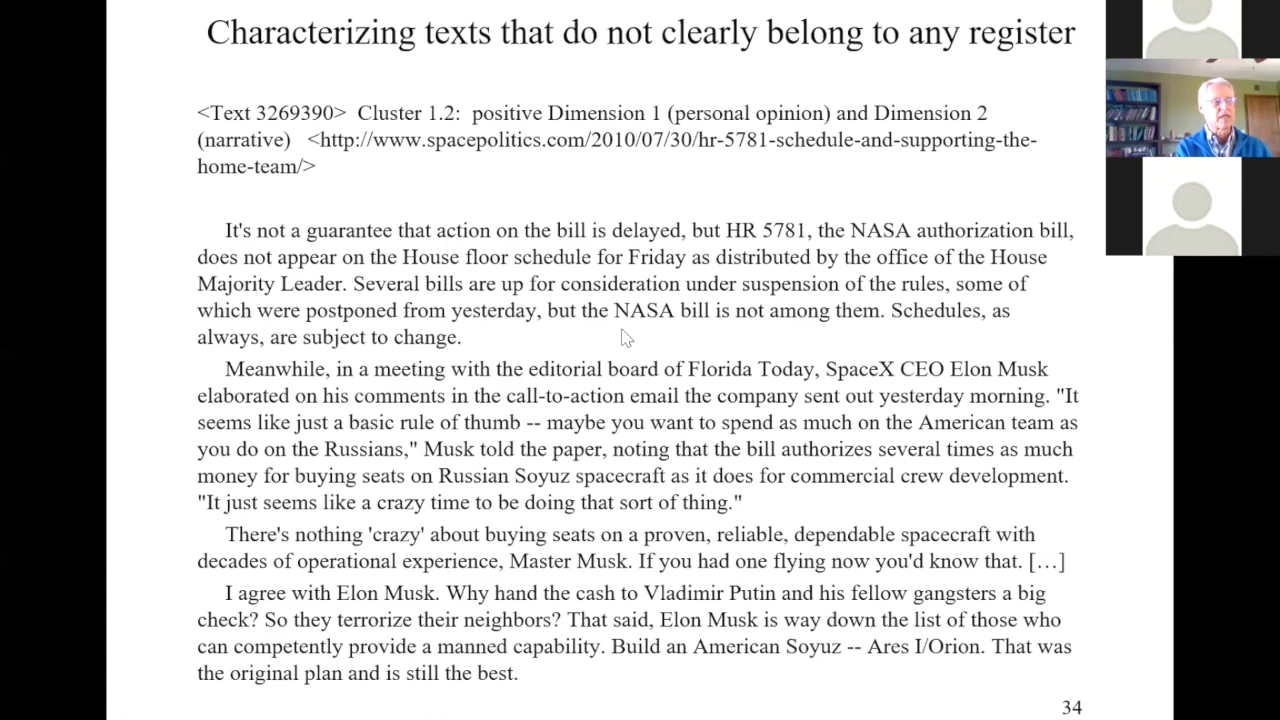 Characterizing texts that do not clearly belong to any register
<Text 3269390> Cluster 1.2: positive Dimension 1 (personal opinion) and Dimension 2
(narrative) <http://www.spacepolitics.com/2010/07/30/hr-5781-schedule-and-supporting-the-
home-team/>
It's not a guarantee that action on the bill is delayed, but HR 5781, the NASA authorization bill,
does not appear on the House floor schedule for Friday as distributed by the office of the House
Majority Leader. Several bills are up for consideration under suspension of the rules, some of
which were postponed from yesterday, but the NASA bill is not among them. Schedules, as
always, are subject to change.
Meanwhile, in a meeting with the editorial board of Florida Today, SpaceX CEO Elon Musk
elaborated on his comments in the call-to-action email the company sent out yesterday morning. "It
seems like just a basic rule of thumb -- maybe you want to spend as much on the American team as
you do on the Russians," Musk told the paper, noting that the bill authorizes several times as much
money for buying seats on Russian Soyuz spacecraft as it does for commercial crew development.
"It just seems like a crazy time to be doing that sort of thing."
There's nothing 'crazy' about buying seats on a proven, reliable, dependable spacecraft with
decades of operational experience, Master Musk. If you had one flying now you'd know that. […]
I agree with Elon Musk. Why hand the cash to Vladimir Putin and his fellow gangsters a big
check? So they terrorize their neighbors? That said, Elon Musk is way down the list of those who
can competently provide a manned capability. Build an American Soyuz -- Ares I/Orion. That was
the original plan and is still the best.
34